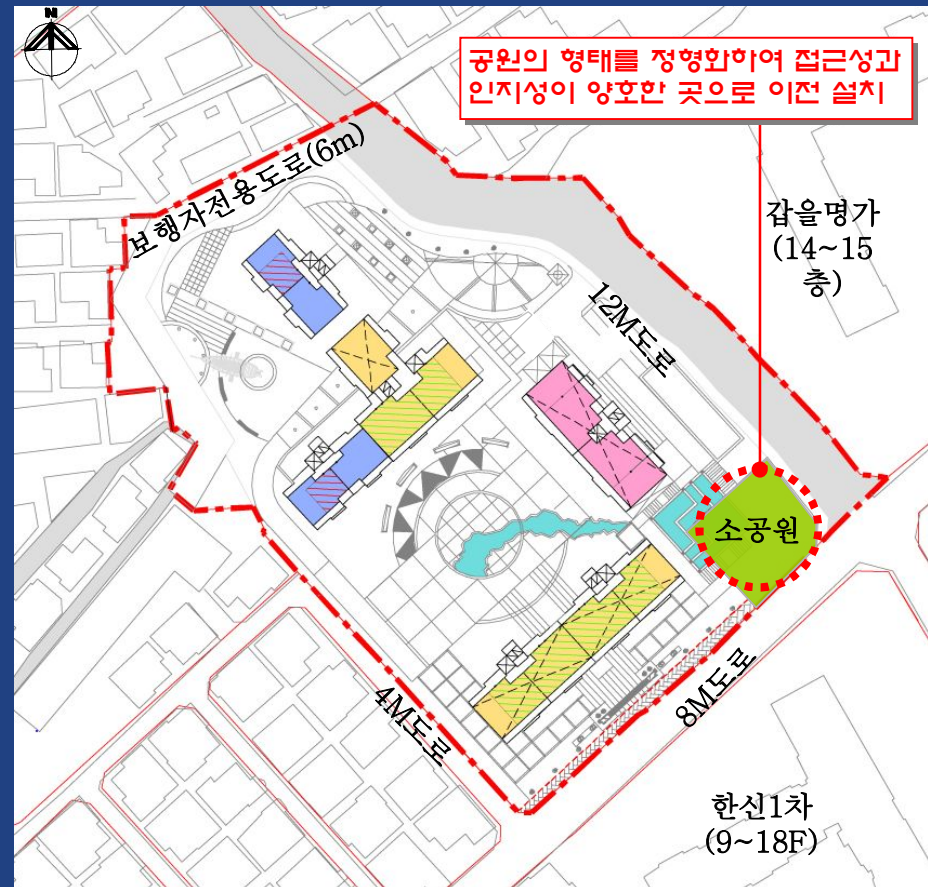 N
공원의 형태를 정형화하여 접근성과
인지성이 양호한 곳으로 이전 설치
보행자전용도로(6m)
갑을명가
(14~15
층)
12M도로
소공원
4M도로
8M도로
한신1차
(9~18F)